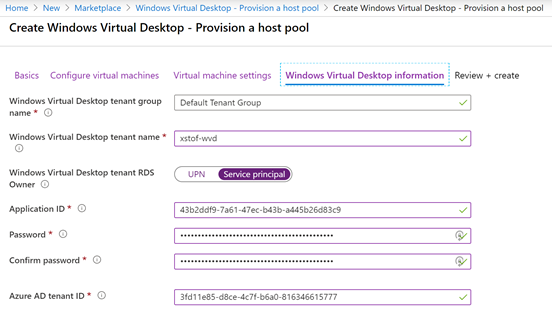 Home > New > Marketplace > Windows Virtual Desktop - Provision a host pool > Create Windows Virtual Desktop - Provision a host pool
Create Windows Virtual Desktop - Provision a host pool
Basics Configure virtual machines Virtual machine settings Windows Virtual Desktop information Review + create
Windows Virtual Desktop tenant group
name * Default Tenant Group
Windows Virtual Desktop tenant name *
xstof-wvd
Windows Virtual Desktop tenant RDS
Owner UPN Service principal
Application ID * 43b2ddf9-7a61-47ec-b43b-a445b26d83c9
Password *
Confirm password *
Azure AD tenant ID * 3fd11e85-d8ce-4c7f-b6a0-816346615777